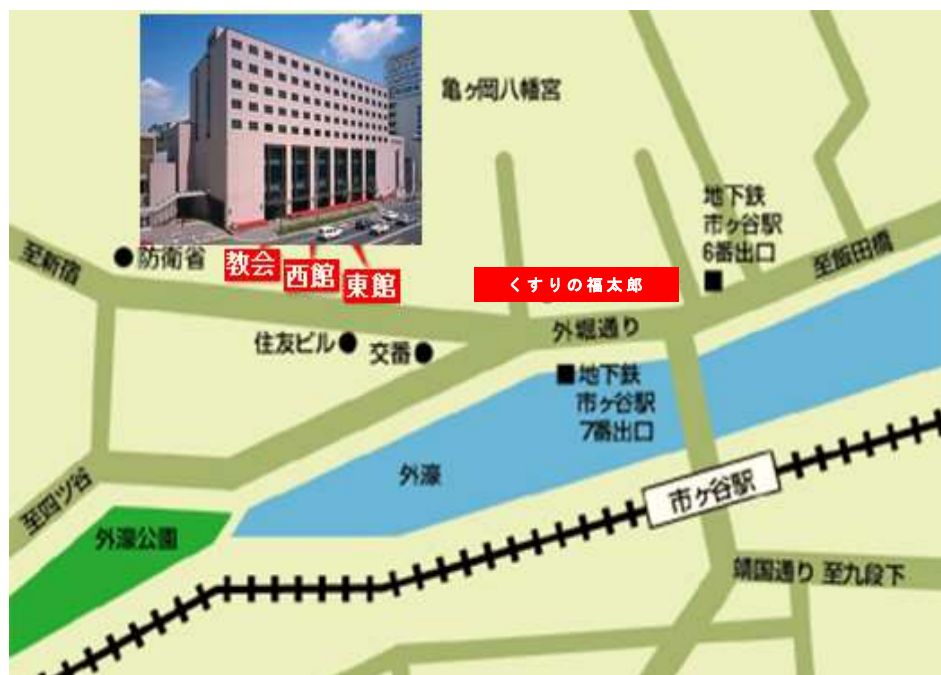 亀ヶ岡八幡宮
地下鉄
市ヶ谷駅
6番出口
至新宿
防衛省
教会
西館
東館
くすりの福太郎
至飯田橋
住友ビル
交番
外堀通り
地下鉄
市ヶ谷駅
7番出口
外濠
市ヶ谷駅
至四ツ谷
外濠公園
靖国通り 至九段下